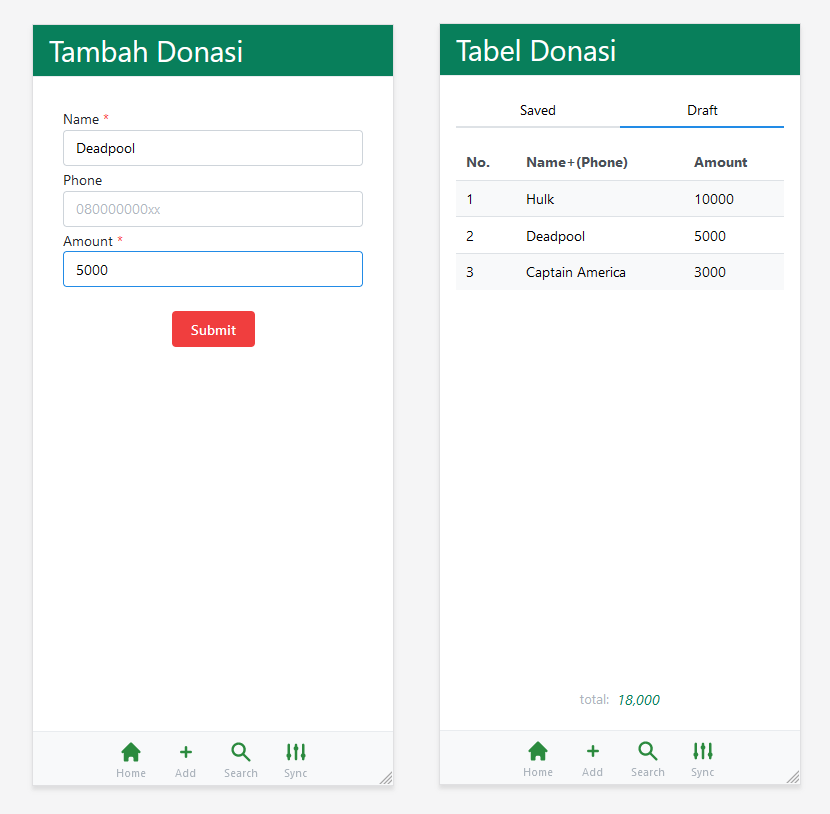 Tambah Donasi
Name *
Deadpool
Phone
080000000xx
Amount *
5000
Submit
Home Add Search Sync
Tabel Donasi
Saved Draft
No. Name+(Phone) Amount
1 Hulk 10000
2 Deadpool 5000
3 Captain America 3000
total: 18,000
Home Add Search Sync